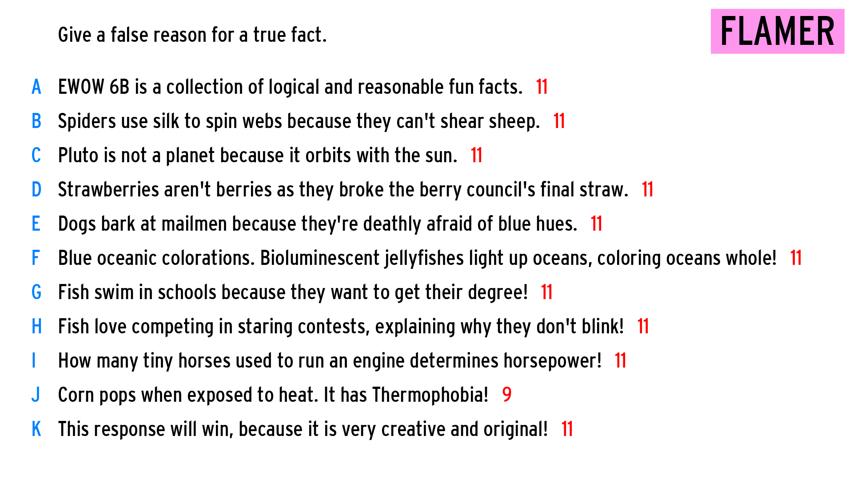 Give a false reason for a true fact.
FLAMER
A EWOW 6B is a collection of logical and reasonable fun facts. 11
B Spiders use silk to spin webs because they can't shear sheep. 11
C Pluto is not a planet because it orbits with the sun. 11
D Strawberries aren't berries as they broke the berry council's final straw. 11
E Dogs bark at mailmen because they're deathly afraid of blue hues. 11
F Blue oceanic colorations. Bioluminescent jellyfishes light up oceans, coloring oceans whole! 11
G Fish swim in schools because they want to get their degree! 11
H Fish love competing in staring contests, explaining why they don't blink! 11
I How many tiny horses used to run an engine determines horsepower! 11
J Corn pops when exposed to heat. It has Thermophobia! 9
K This response will win, because it is very creative and original! 11